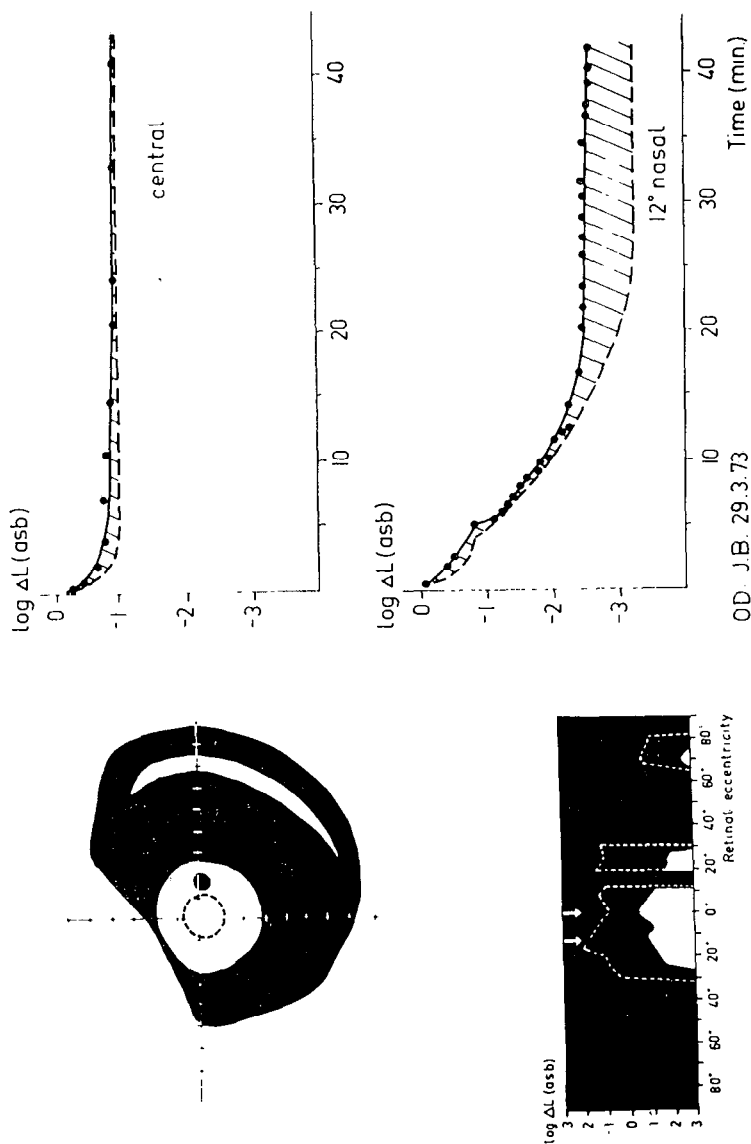 log ΔL (asb)
0
-1
-2
-3
10 20 30 40
central
log ΔL (asb)
0
-1
-2
-3
10 20 30 40
12° nasal
Time (min.)
OD. J.B. 29.3.73
log ΔL (asb)
3
2
1
0
1
2
3
80° 60° 40° 20° 0° 20° 40° 60° 80°
Retinal eccentricity